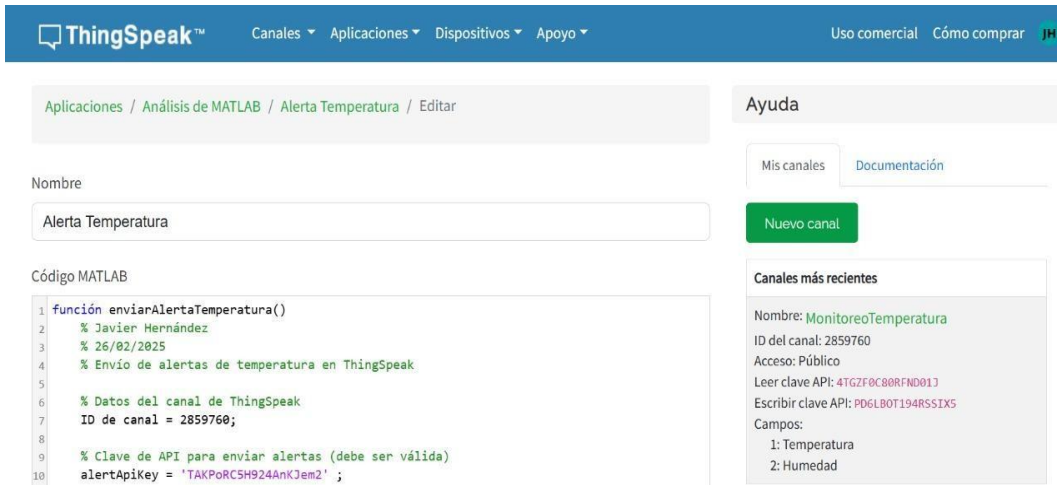 ThingSpeak™ Canales Aplicaciones Dispositivos Apoyo Uso comercial Cómo comprar JH
Aplicaciones / Análisis de MATLAB / Alerta Temperatura / Editar
Nombre
Alerta Temperatura
Código MATLAB
1 función enviarAlertaTemperatura()
2 % Javier Hernández
3 % 26/02/2025
4 % Envío de alertas de temperatura en ThingSpeak
5
6 % Datos del canal de ThingSpeak
7 ID de canal = 2859760;
8
9 % Clave de API para enviar alertas (debe ser válida)
10 alertApiKey = 'TAKPoRC5H924AnKJem2' ;
Ayuda
Mis canales Documentación
Nuevo canal
Canales más recientes
Nombre: MonitoreoTemperatura
ID del canal: 2859760
Acceso: Público
Leer clave API: 4TGZF0C80RFND01J
Escribir clave API: PD6LBOT194RSSIX5
Campos:
1: Temperatura
2: Humedad